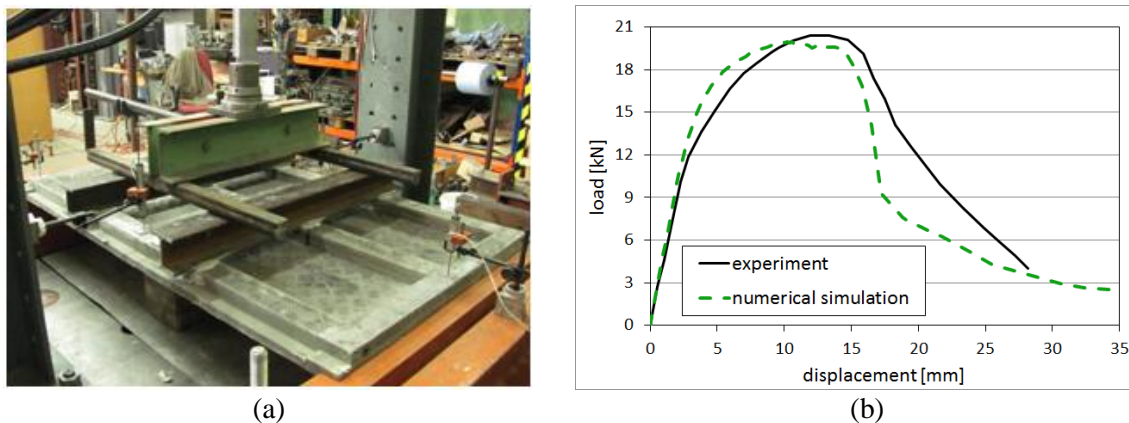 21
18
15
12
9
6
3
0
load [kN]
experiment
numerical simulation
0 5 10 15 20 25 30 35
displacement [mm]
(a) (b)